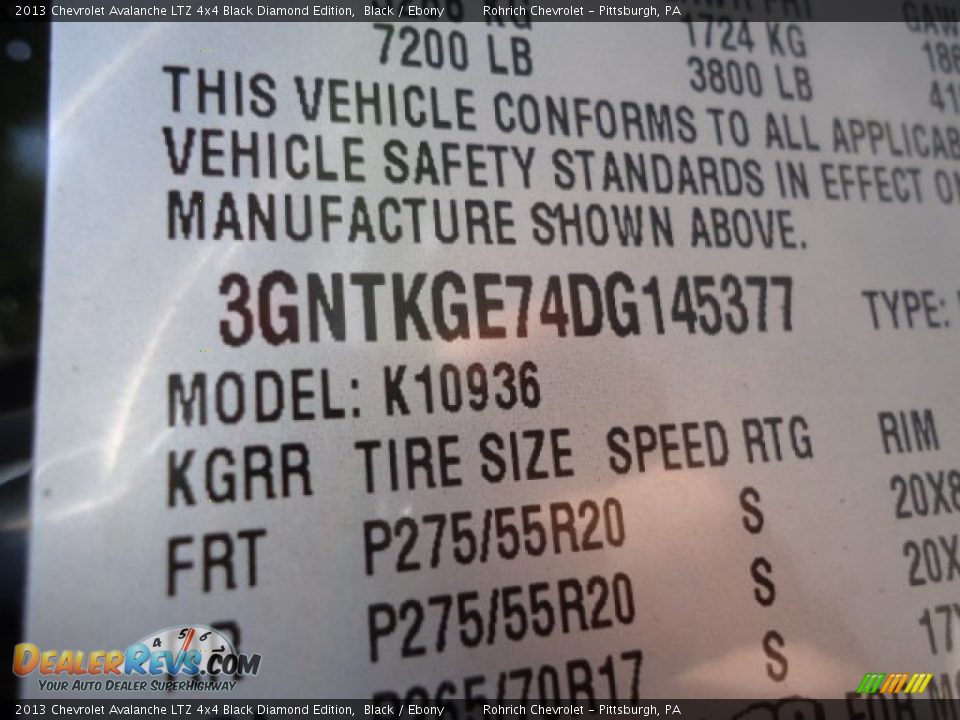 2013 Chevrolet Avalanche LTZ 4x4 Black Diamond Edition,  Black / Ebony          Rohrich Chevrolet - Pittsburgh, PA
KG
7200 LB
1724 KG
3800 LB
THIS VEHICLE CONFORMS TO ALL
VEHICLE SAFETY STANDARDS IN EFFECT
MANUFACTURE SHOWN ABOVE.
3GNTKGE74DG145377
TYPE:
MODEL: K10936
KGRR TIRE SIZE SPEED RTG RIM
FRT P275/55R20 S
P275/55R20 S
S
DealerRevs.com
Your Auto Dealer SuperHighway
2013 Chevrolet Avalanche LTZ 4x4 Black Diamond Edition,  Black / Ebony          Rohrich Chevrolet - Pittsburgh, PA